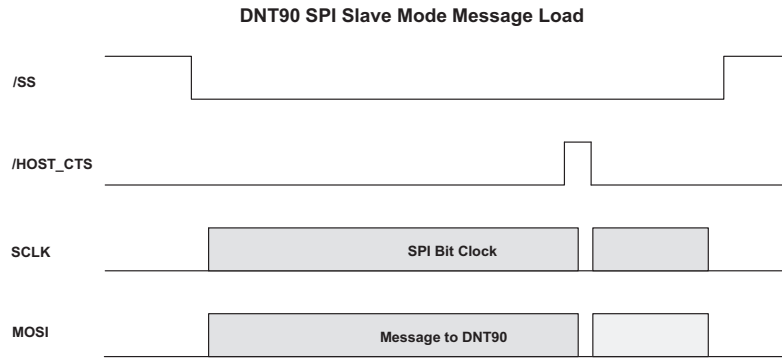 DNT90 SPI Slave Mode Message Load
/SS
/HOST_CTS
SCLK
SPI Bit Clock
MOSI
Message to DNT90